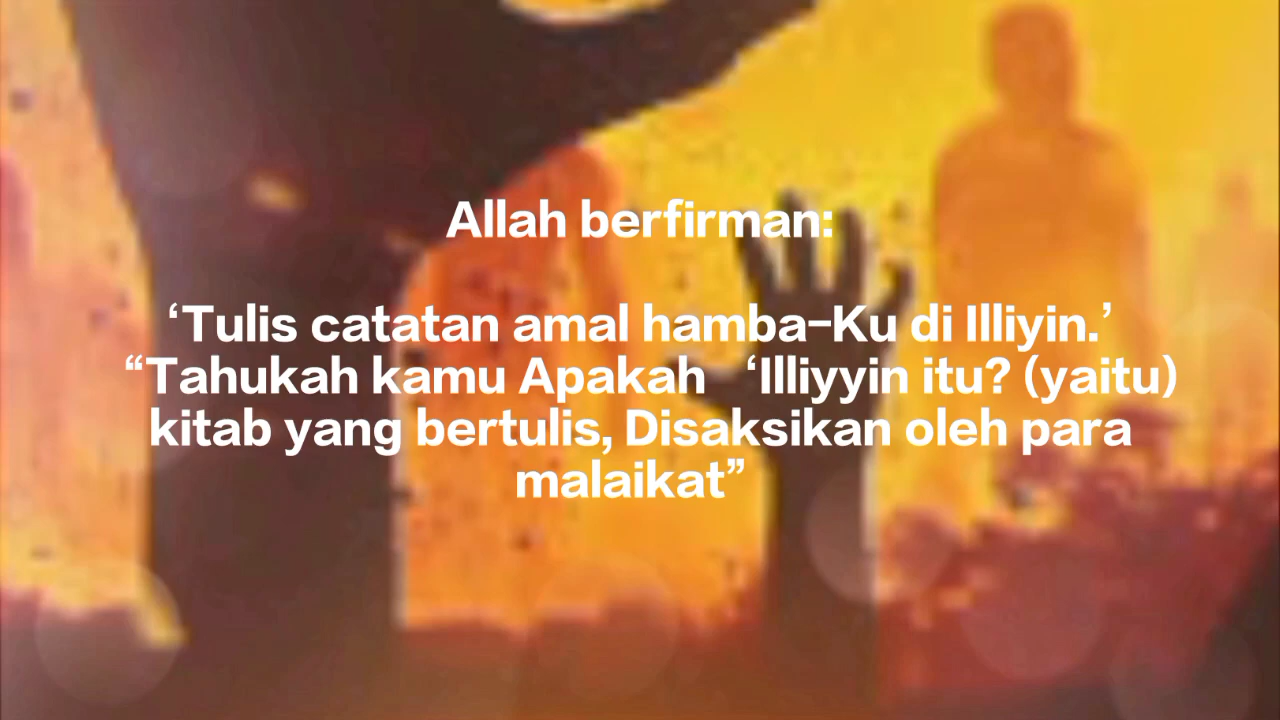 Allah berfirman:
‘Tulis catatan amal hamba-Ku di Illiyin.’
“Tahukah kamu Apakah ‘Illiyyin itu? (yaitu)
kitab yang bertulis, Disaksikan oleh para
malaikat”